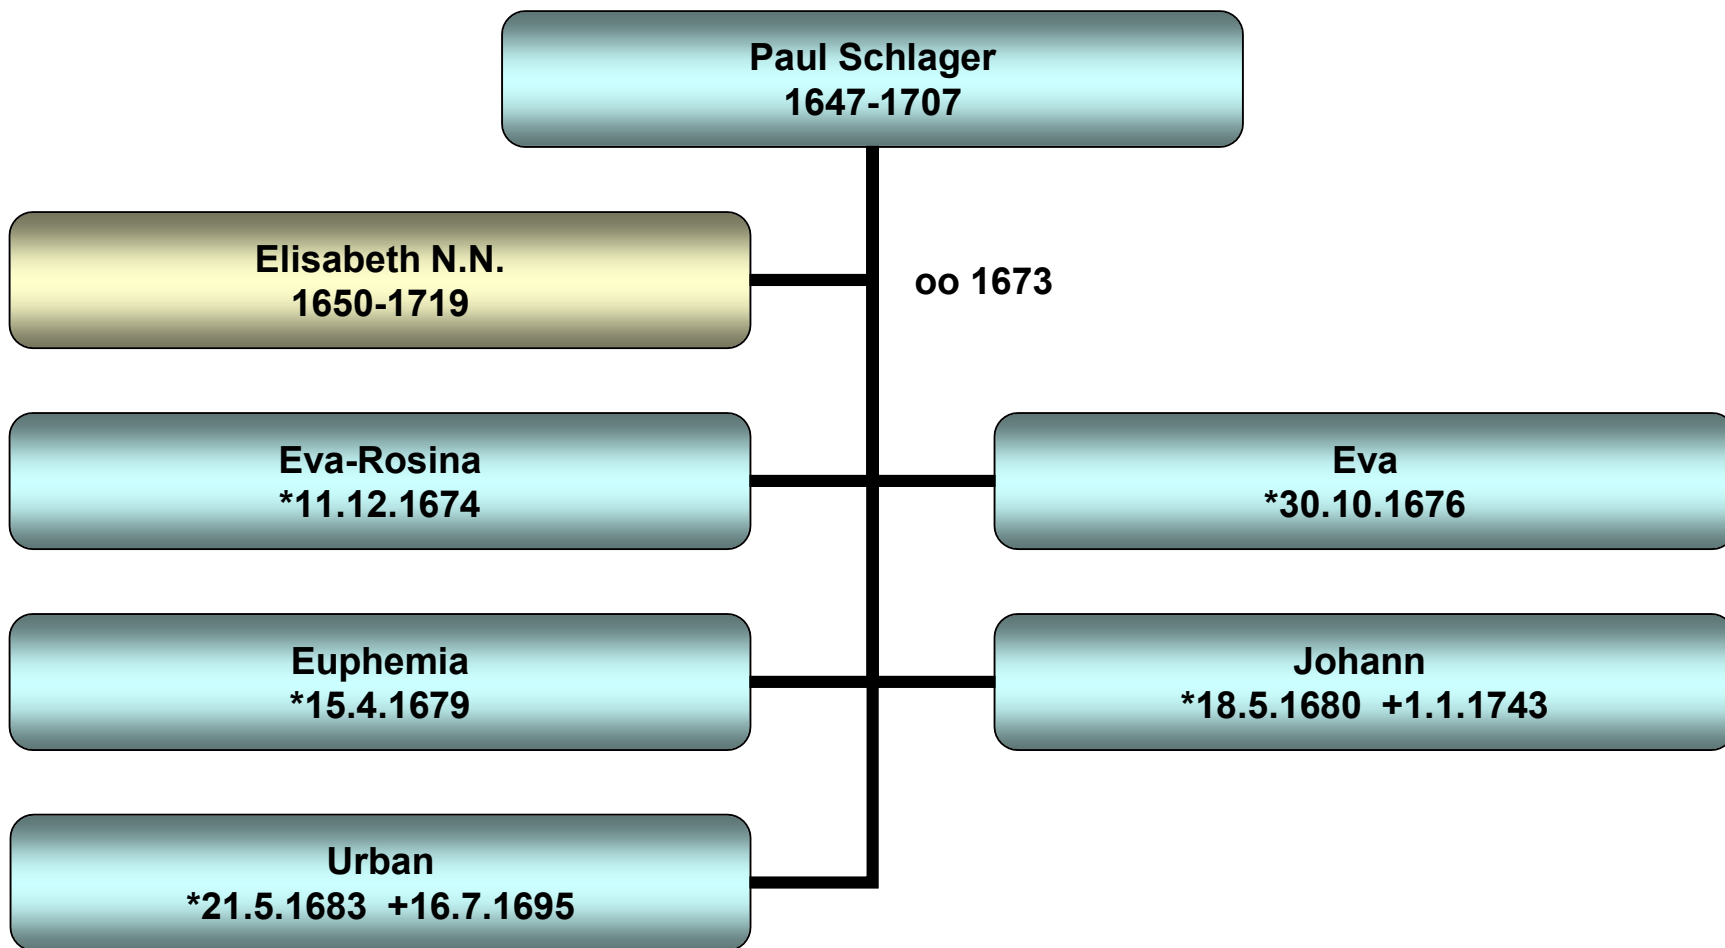 Paul Schlager
1647-1707
Elisabeth N.N.
1650-1719
oo 1673
Eva-Rosina
*11.12.1674
Eva
*30.10.1676
Euphemia
*15.4.1679
Johann
*18.5.1680  +1.1.1743
Urban
*21.5.1683  +16.7.1695